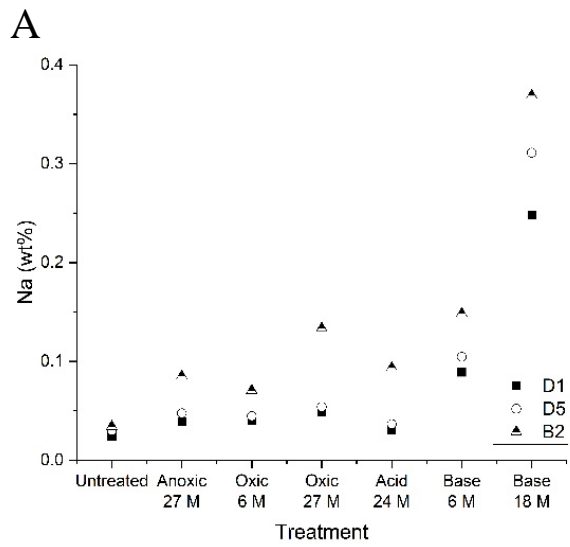 A
0.4
0.3
0.2
0.1
0.0
Na (wt%)
D1
D5
B2
Untreated Anoxic Oxic Oxic Acid Base Base
27 M 6 M 27 M 24 M 6 M 18 M
Treatment